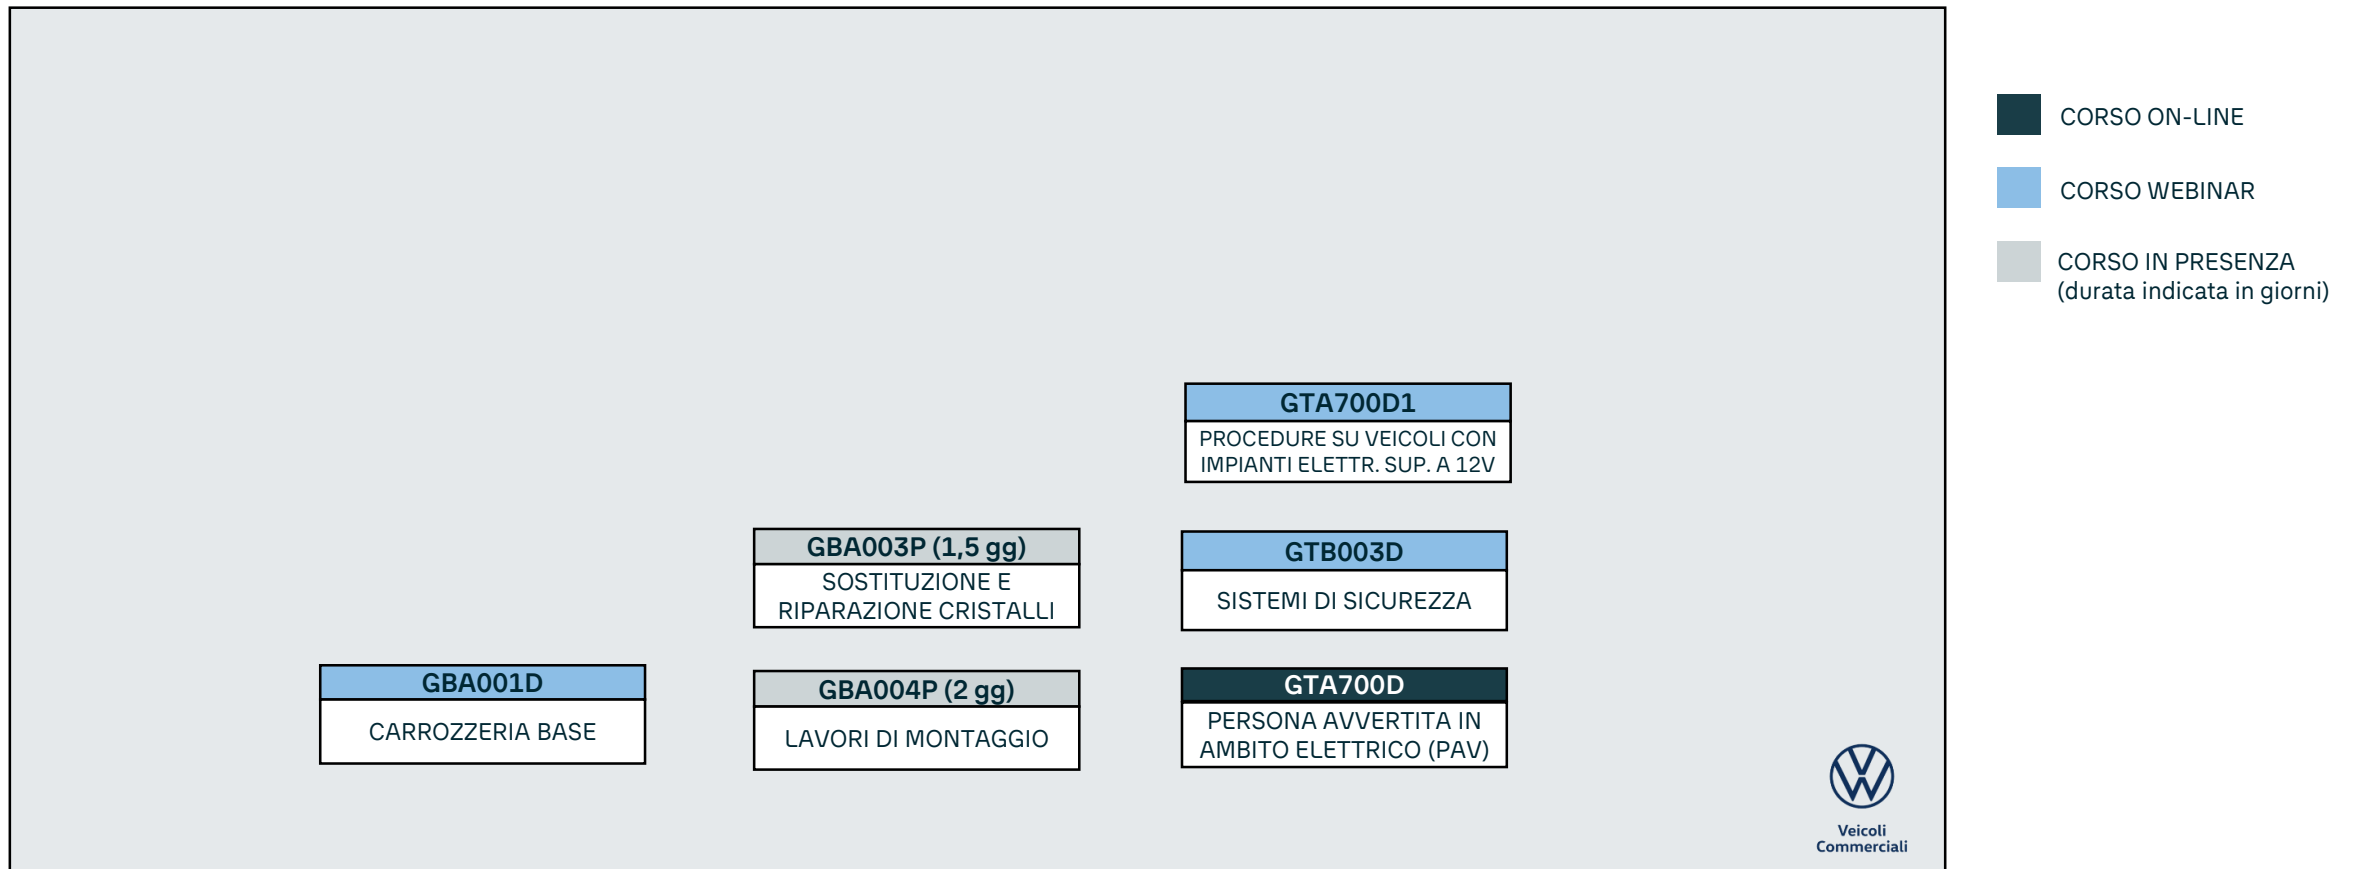 CORSO ON-LINE
CORSO WEBINAR
CORSO IN PRESENZA
(durata indicata in giorni)
GTA700D1
PROCEDURE SU VEICOLI CON
IMPIANTI ELETTR. SUP. A 12V
GBA003P (1,5 gg)
SOSTITUZIONE E
RIPARAZIONE CRISTALLI
GTB003D
SISTEMI DI SICUREZZA
GBA001D
CARROZZERIA BASE
GBA004P (2 gg)
LAVORI DI MONTAGGIO
GTA700D
PERSONA AVVERTITA IN
AMBITO ELETTRICO (PAV)
Veicoli
Commerciali